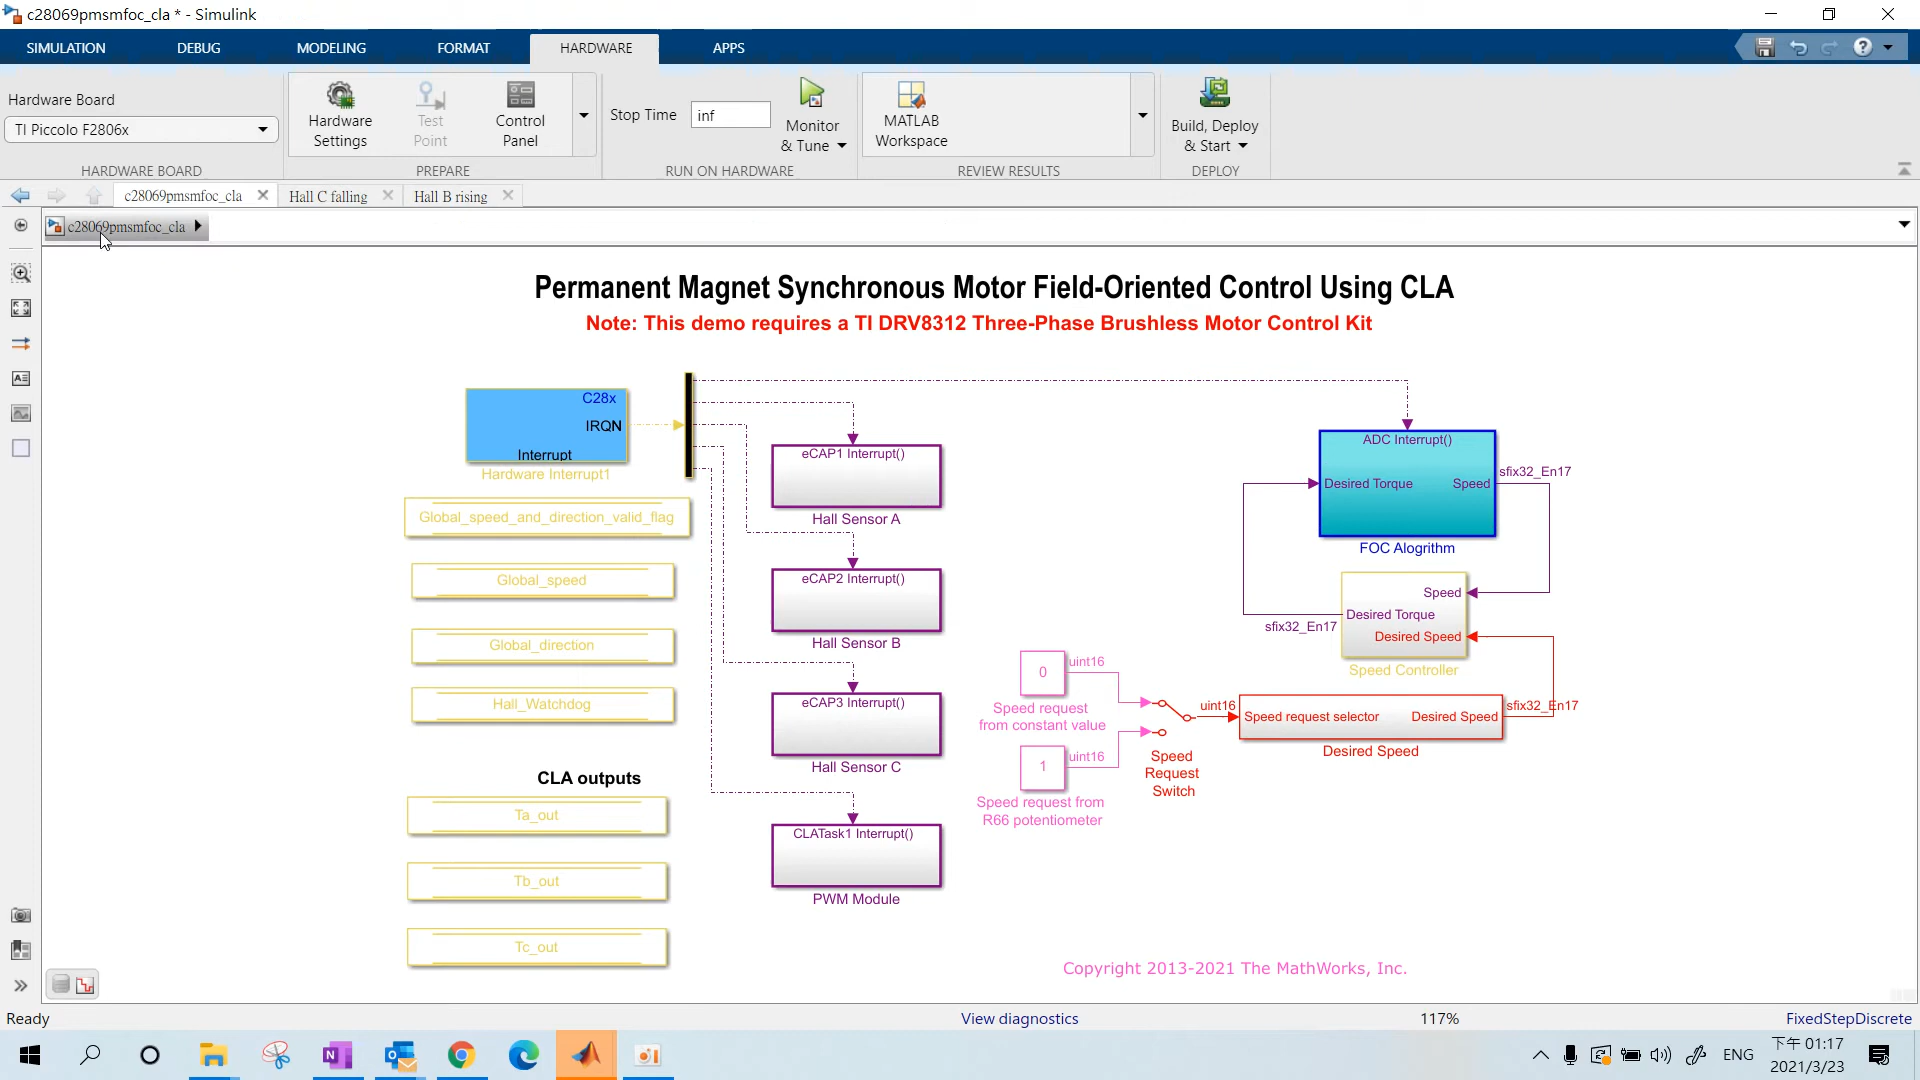 c28069pmsmfoc_cla * - Simulink
SIMULATION
DEBUG
MODELING
FORMAT
HARDWARE
APPS
Hardware Board
TI Piccolo F2806x
HARDWARE BOARD
Hardware
Settings
Test
Point
Control
Panel
PREPARE
Stop Time
inf
Monitor
& Tune
RUN ON HARDWARE
MATLAB
Workspace
REVIEW RESULTS
Build, Deploy
& Start
DEPLOY
c28069pmsmfoc_cla
Hall C falling
Hall B rising
c28069pmsmfoc_cla
Permanent Magnet Synchronous Motor Field-Oriented Control Using CLA
Note: This demo requires a TI DRV8312 Three-Phase Brushless Motor Control Kit
C28x
IRQN
Interrupt
Hardware Interrupt1
Global_speed_and_direction_valid_flag
Global_speed
Global_direction
Hall_Watchdog
CLA outputs
Ta_out
Tb_out
Tc_out
eCAP1 Interrupt()
Hall Sensor A
eCAP2 Interrupt()
Hall Sensor B
eCAP3 Interrupt()
Hall Sensor C
CLATask1 Interrupt()
PWM Module
0
uint16
Speed request
from constant value
1
uint16
Speed request from
R66 potentiometer
Speed
Request
Switch
uint16
Speed request selector
Desired Speed
sfix32_En17
Desired Speed
ADC Interrupt()
Desired Torque
Speed
sfix32_En17
FOC Alogrithm
Speed
Desired Torque
Desired Speed
sfix32_En17
Speed Controller
Copyright 2013-2021 The MathWorks, Inc.
Ready
View diagnostics
117%
FixedStepDiscrete
ENG
下午 01:17
2021/3/23